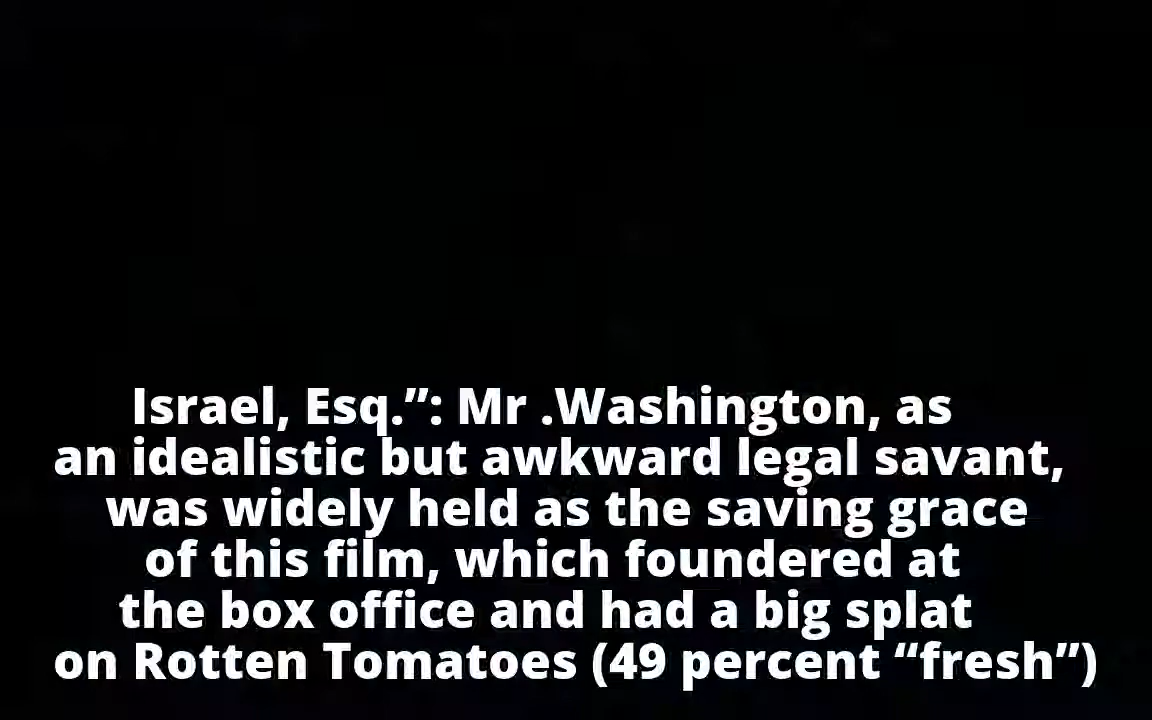 Israel, Esq.”: Mr .Washington, as
an idealistic but awkward legal savant,
was widely held as the saving grace
of this film, which foundered at
the box office and had a big splat
on Rotten Tomatoes (49 percent “fresh”)